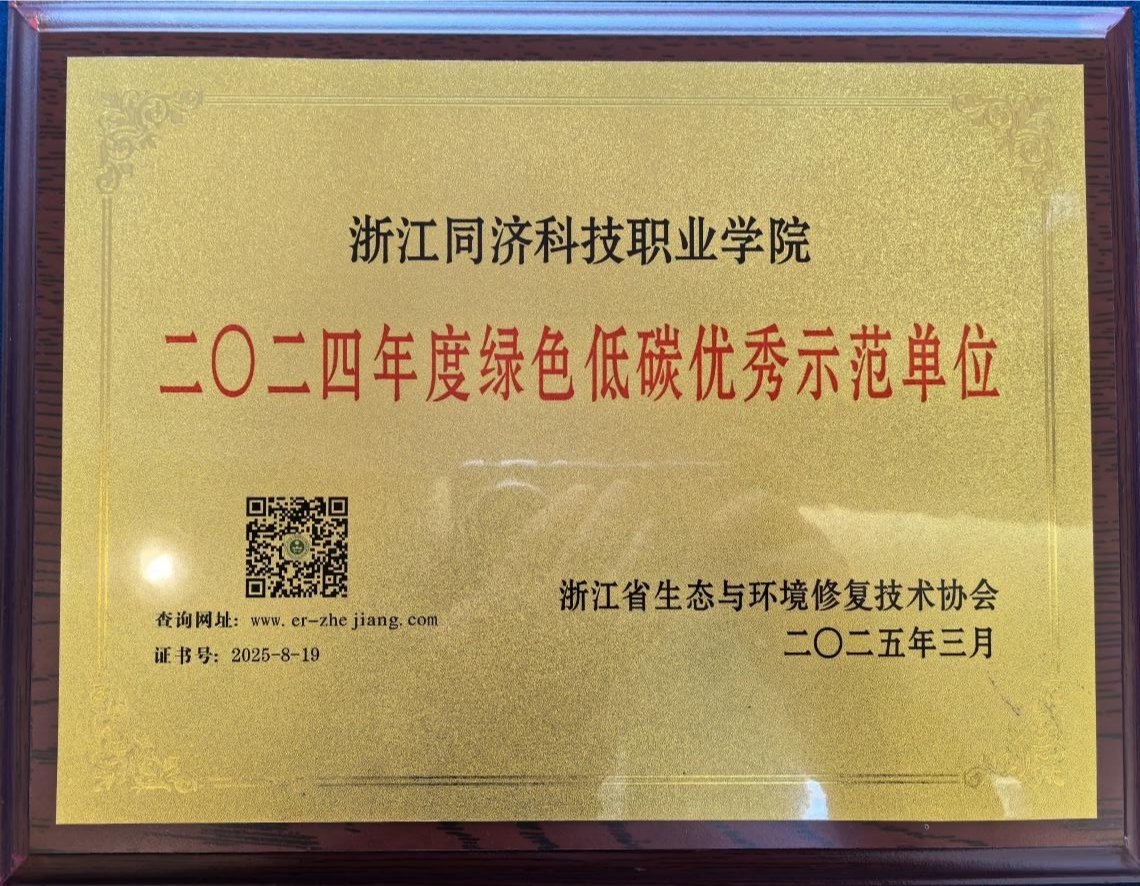 浙江同济科技职业学院
二〇二四年度绿色低碳优秀示范单位
查询网址：www.er-zhejiang.com
证书号：2025-8-19
浙江省生态与环境修复技术协会
二〇二五年三月